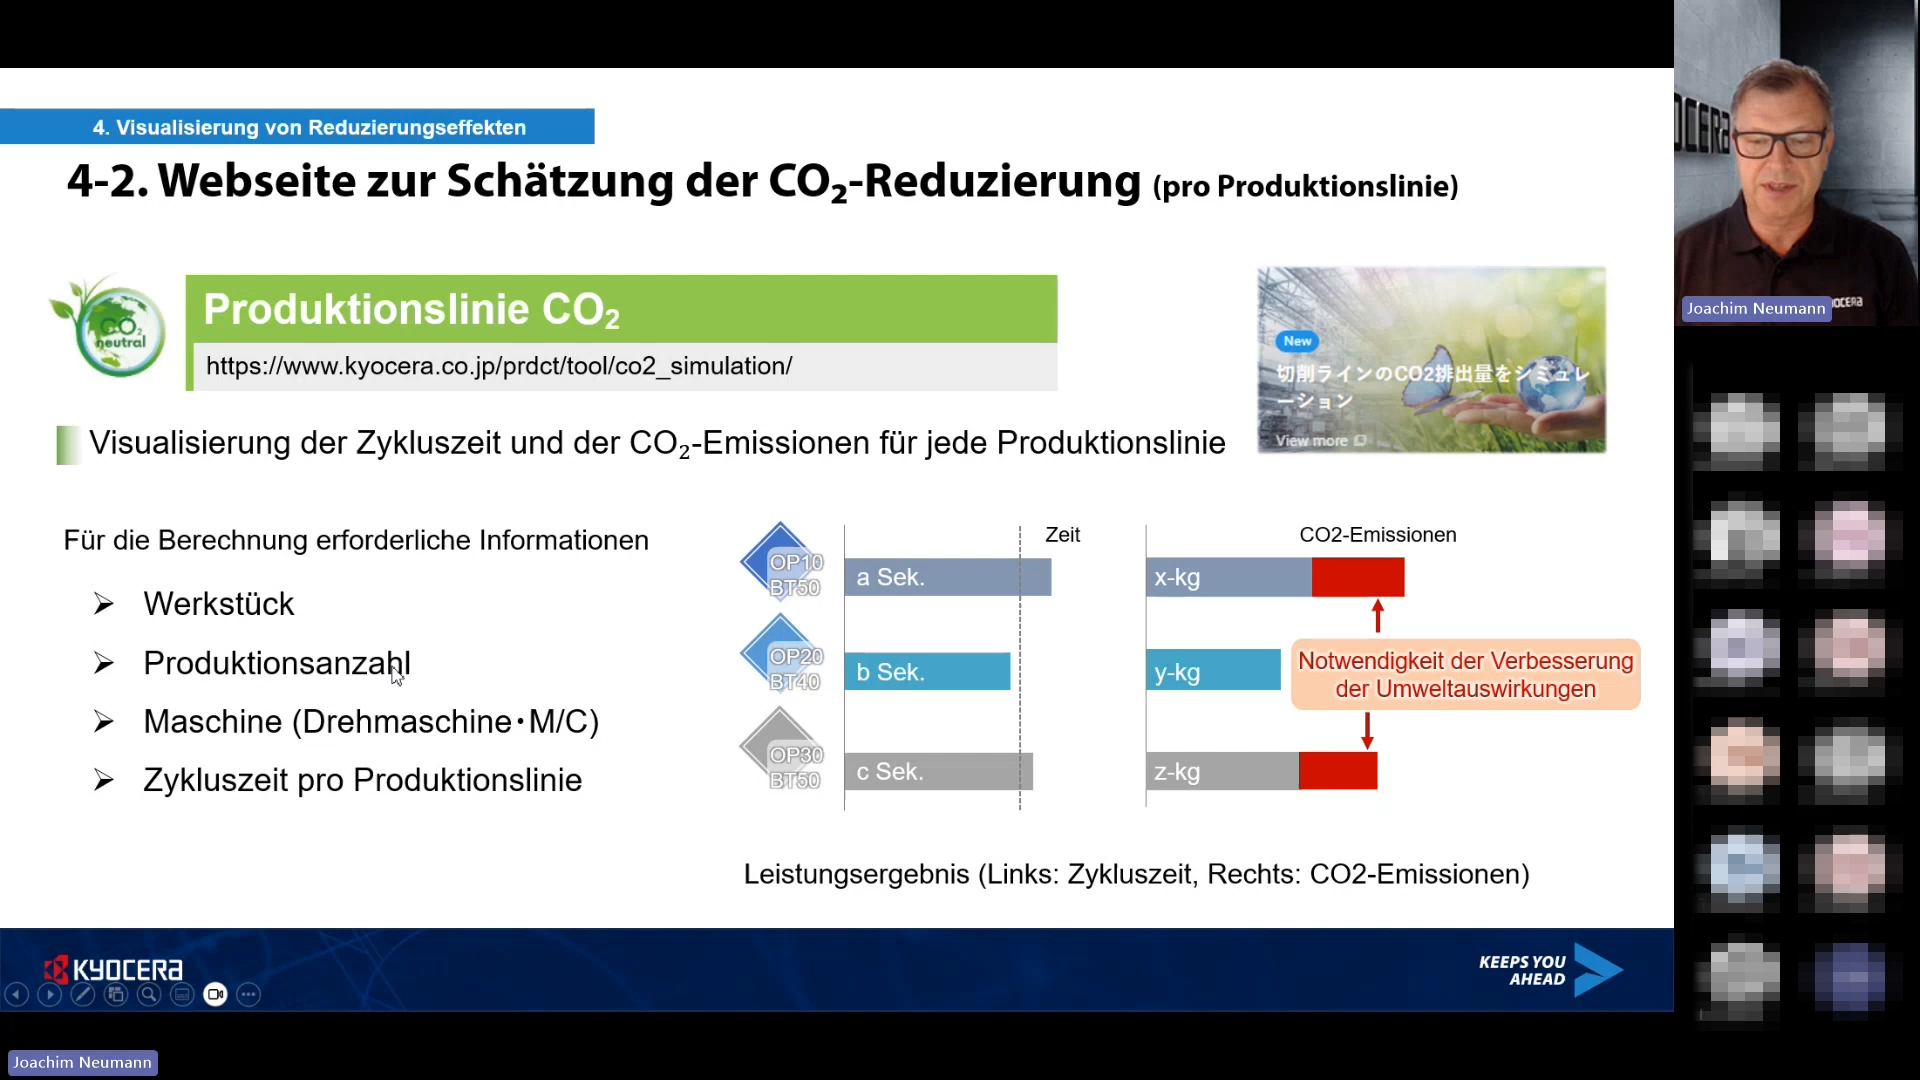 4. Visualisierung von Reduzierungseffekten
4-2. Webseite zur Schätzung der CO₂-Reduzierung (pro Produktionslinie)
CO₂
neutral
Produktionslinie CO₂
https://www.kyocera.co.jp/prdct/tool/co2_simulation/
New
切削ラインのCO2排出量をシミュレ
ーション
View more
Visualisierung der Zykluszeit und der CO₂-Emissionen für jede Produktionslinie
Für die Berechnung erforderliche Informationen
➢ Werkstück
➢ Produktionsanzahl
➢ Maschine (Drehmaschine・M/C)
➢ Zykluszeit pro Produktionslinie
Zeit
CO2-Emissionen
OP10
BT50
a Sek.
x-kg
OP20
BT40
b Sek.
y-kg
Notwendigkeit der Verbesserung
der Umweltauswirkungen
OP30
BT50
c Sek.
z-kg
Leistungsergebnis (Links: Zykluszeit, Rechts: CO2-Emissionen)
KYOCERA
KEEPS YOU
AHEAD
Joachim Neumann
OCERA
OCERA
Joachim Neumann